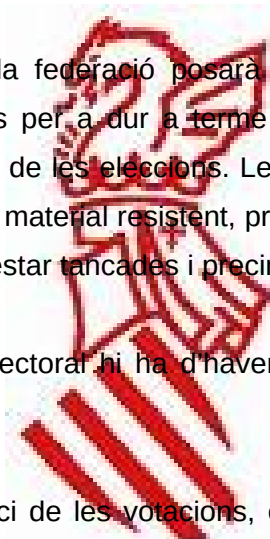 la federació posarà
s per a dur a terme
de les eleccions. Le
material resistent, pr
estar tancades i precin
ectoral hi ha d'haver
ci de les votacions,